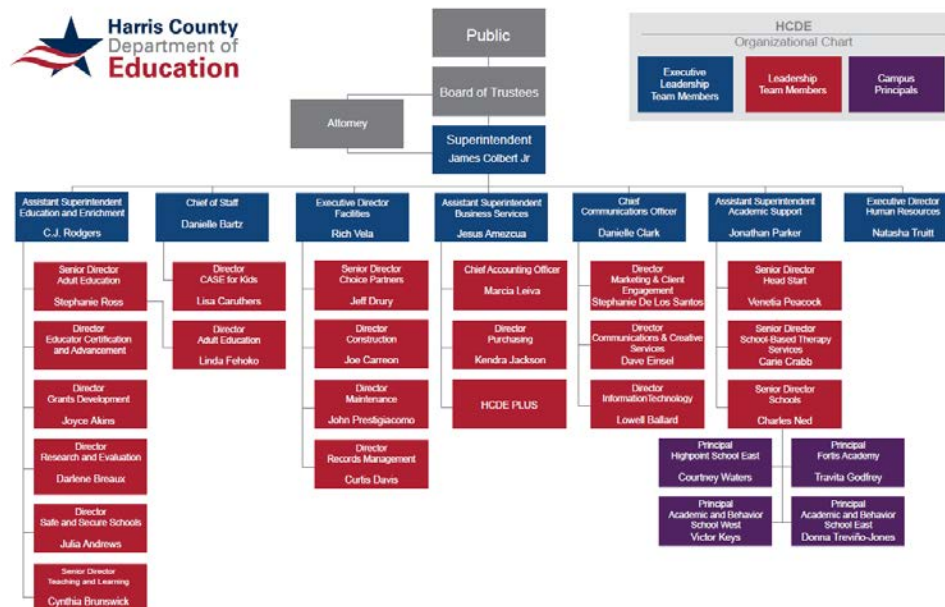 Harris County
Department of
Education
Public
Board of Trustees
Attorney
Superintendent
James Colbert Jr
HCDE
Organizational Chart
Executive
Leadership
Team Members
Leadership
Team Members
Campus
Principals
Assistant Superintendent
Education and Enrichment
C.J. Rodgers
Senior Director
Adult Education
Stephanie Ross
Director
Educator Certification
and Advancement
Director
Grants Development
Joyce Akins
Director
Research and Evaluation
Darlene Breaux
Director
Safe and Secure Schools
Julia Andrews
Senior Director
Teaching and Learning
Cynthia Brunswick
Chief of Staff
Danielle Bartz
Director
CASE for Kids
Lisa Caruthers
Director
Adult Education
Linda Fehoko
Executive Director
Facilities
Rich Vela
Senior Director
Choice Partners
Jeff Drury
Director
Construction
Joe Carreon
Director
Maintenance
John Prestigiacomo
Director
Records Management
Curtis Davis
Assistant Superintendent
Business Services
Jesus Amezcua
Chief Accounting Officer
Marcia Leiva
Director
Purchasing
Kendra Jackson
HCDE PLUS
Chief
Communications Officer
Danielle Clark
Director
Marketing & Client
Engagement
Stephanie De Los Santos
Director
Communications & Creative
Services
Dave Einsel
Director
InformationTechnology
Lowell Ballard
Assistant Superintendent
Academic Support
Jonathan Parker
Senior Director
Head Start
Venetia Peacock
Senior Director
School-Based Therapy
Services
Carie Crabb
Senior Director
Schools
Charles Ned
Principal
Highpoint School East
Courtney Waters
Principal
Fortis Academy
Travita Godfrey
Principal
Academic and Behavior
School West
Victor Keys
Principal
Academic and Behavior
School East
Donna Treviño-Jones
Executive Director
Human Resources
Natasha Truitt